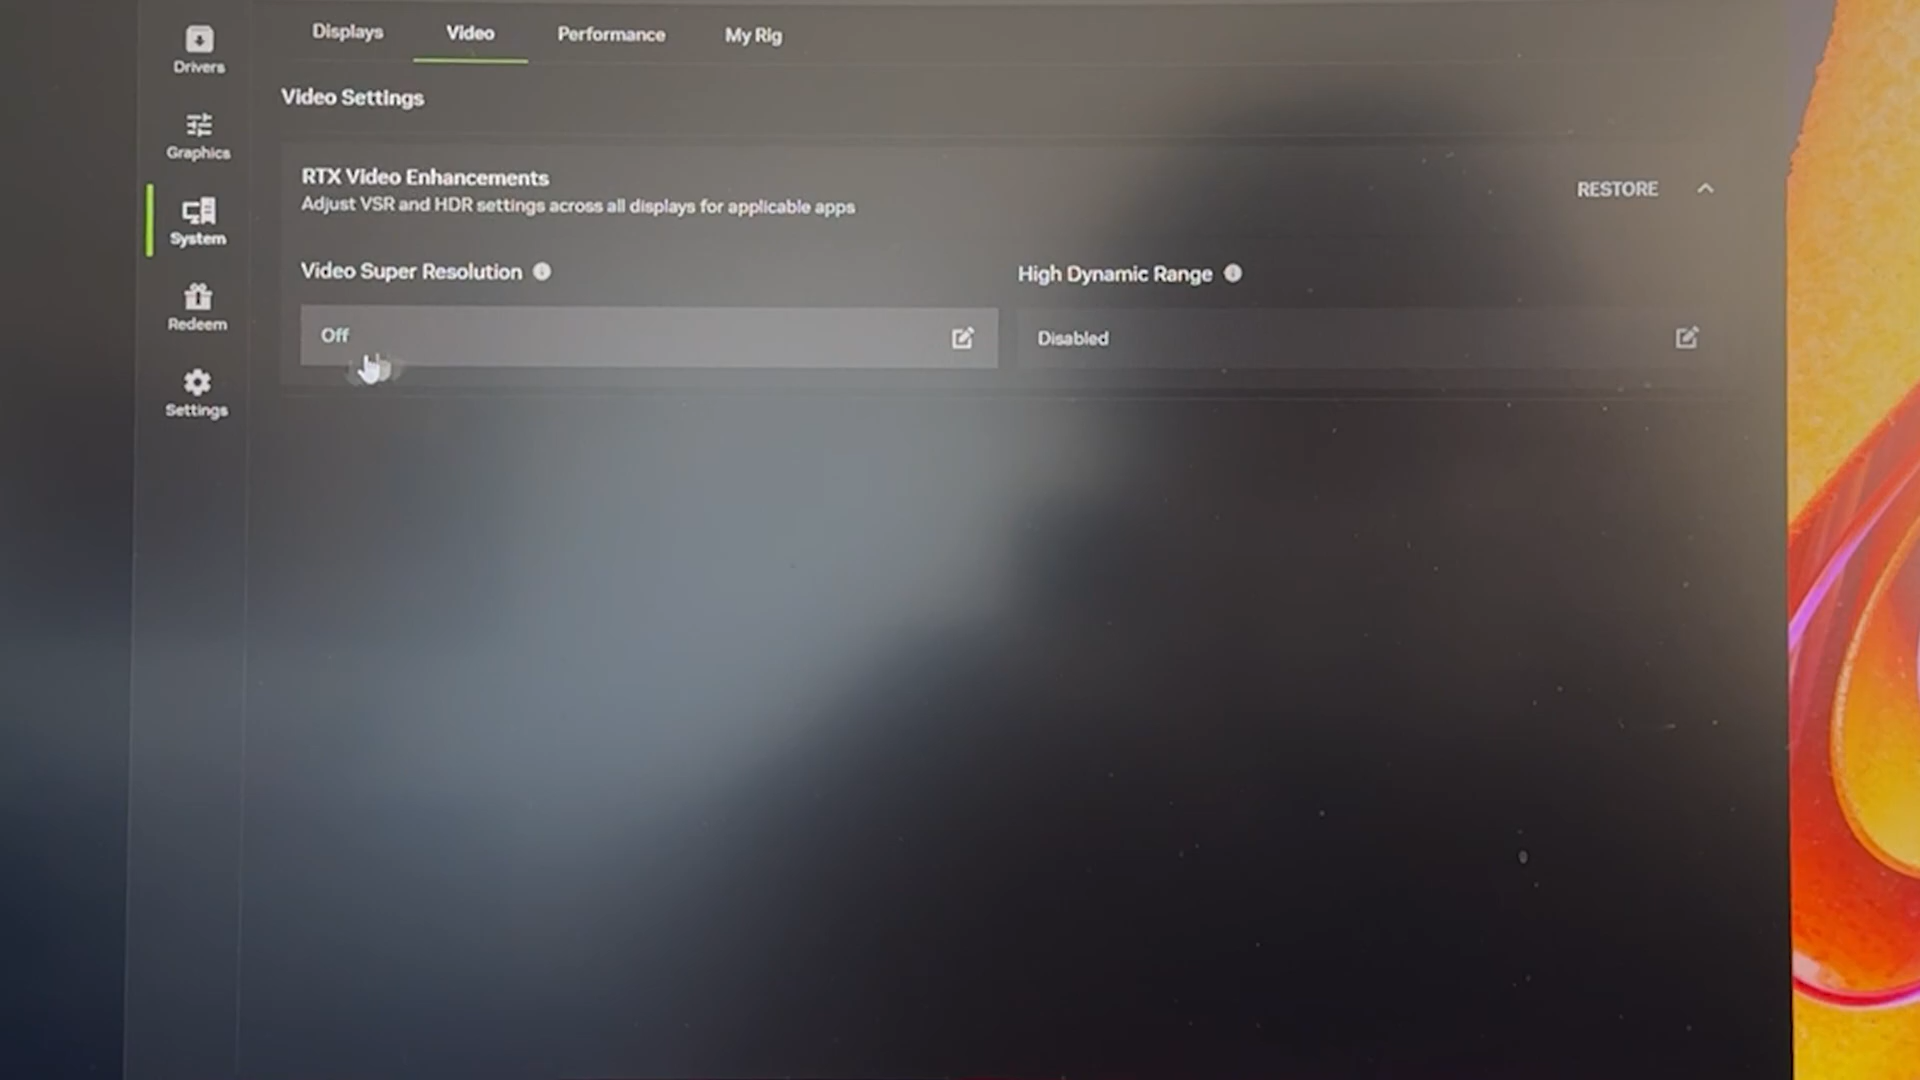 Drivers
Graphics
System
Redeem
Settings
Displays
Video
Performance
My Rig
Video Settings
RTX Video Enhancements
Adjust VSR and HDR settings across all displays for applicable apps
RESTORE
Video Super Resolution
Off
High Dynamic Range
Disabled